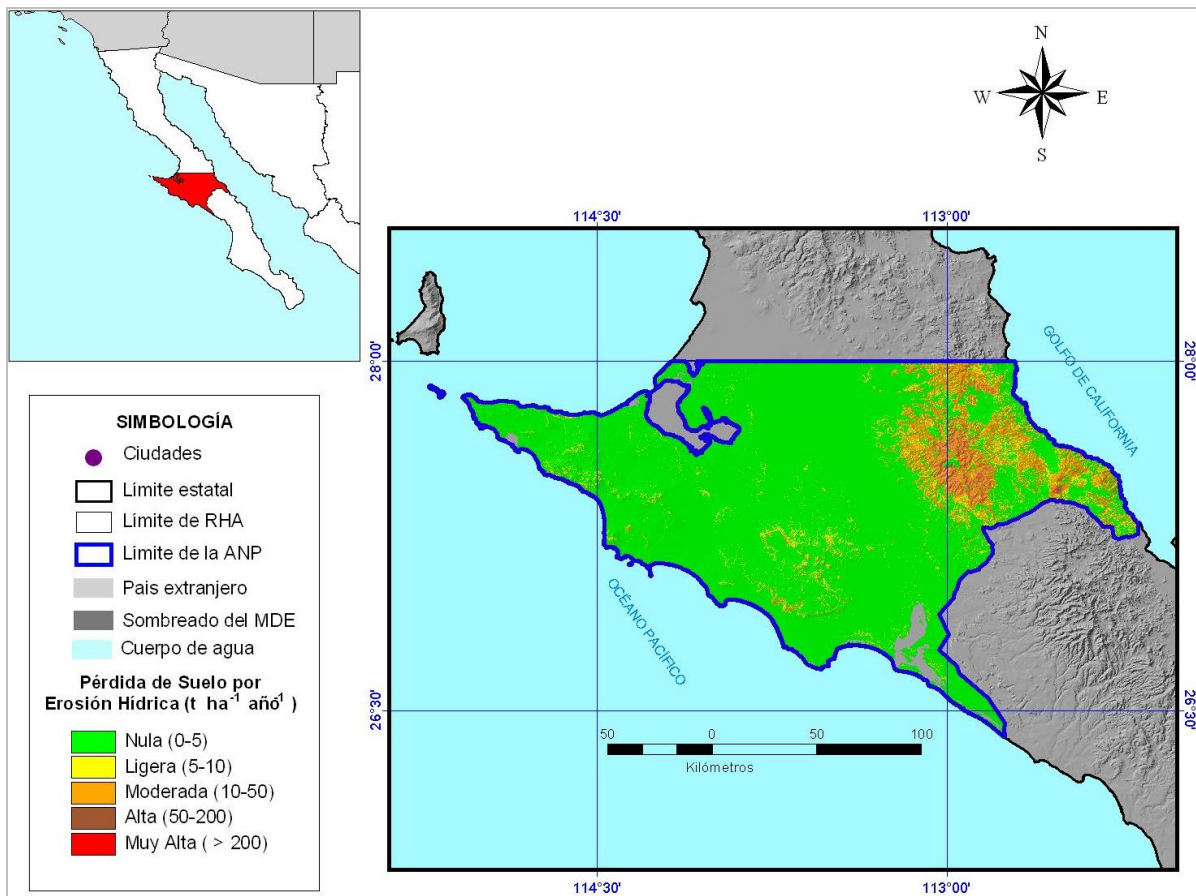 N
W E
S
114°30' 113°00'
28°00' 28°00'
GOLFO DE CALIFORNIA
SIMBOLOGÍA
Ciudades
Límite estatal
Límite de RHA
Límite de la ANP
Pais extranjero
Sombreado del MDE
Cuerpo de agua
Pérdida de Suelo por
Erosión Hídrica (t ha⁻¹ año⁻¹)
Nula (0-5)
Ligera (5-10)
Moderada (10-50)
Alta (50-200)
Muy Alta ( > 200)
OCÉANO PACÍFICO
26°30' 26°30'
50 0 50 100
Kilómetros
114°30' 113°00'